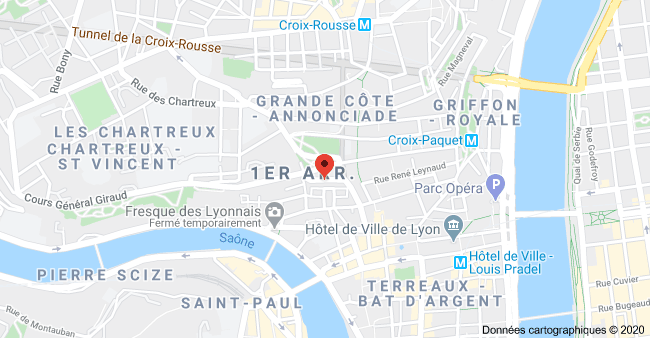 Croix-Rousse M
Tunnel de la Croix-Rousse
Rue Bony
Rue Magneval
Rue des Chartreux
GRANDE CÔTE
- ANNONCIADE
GRIFFON
- ROYALE
LES CHARTREUX
CHARTREUX -
ST VINCENT
Croix-Paquet M
Quai de Serbie
Rue Godefroy
1ER ARR.
Rue René Leynaud
Parc Opéra P
Cours Général Giraud
Fresque des Lyonnais
Fermé temporairement
Hôtel de Ville de Lyon
Saône
M Hôtel de Ville -
Louis Pradel
PIERRE SCIZE
Rue Cuvier
TERREAUX -
BAT D'ARGENT
SAINT-PAUL
Rue Bugeaud
Rue de Montauban
Données cartographiques © 2020